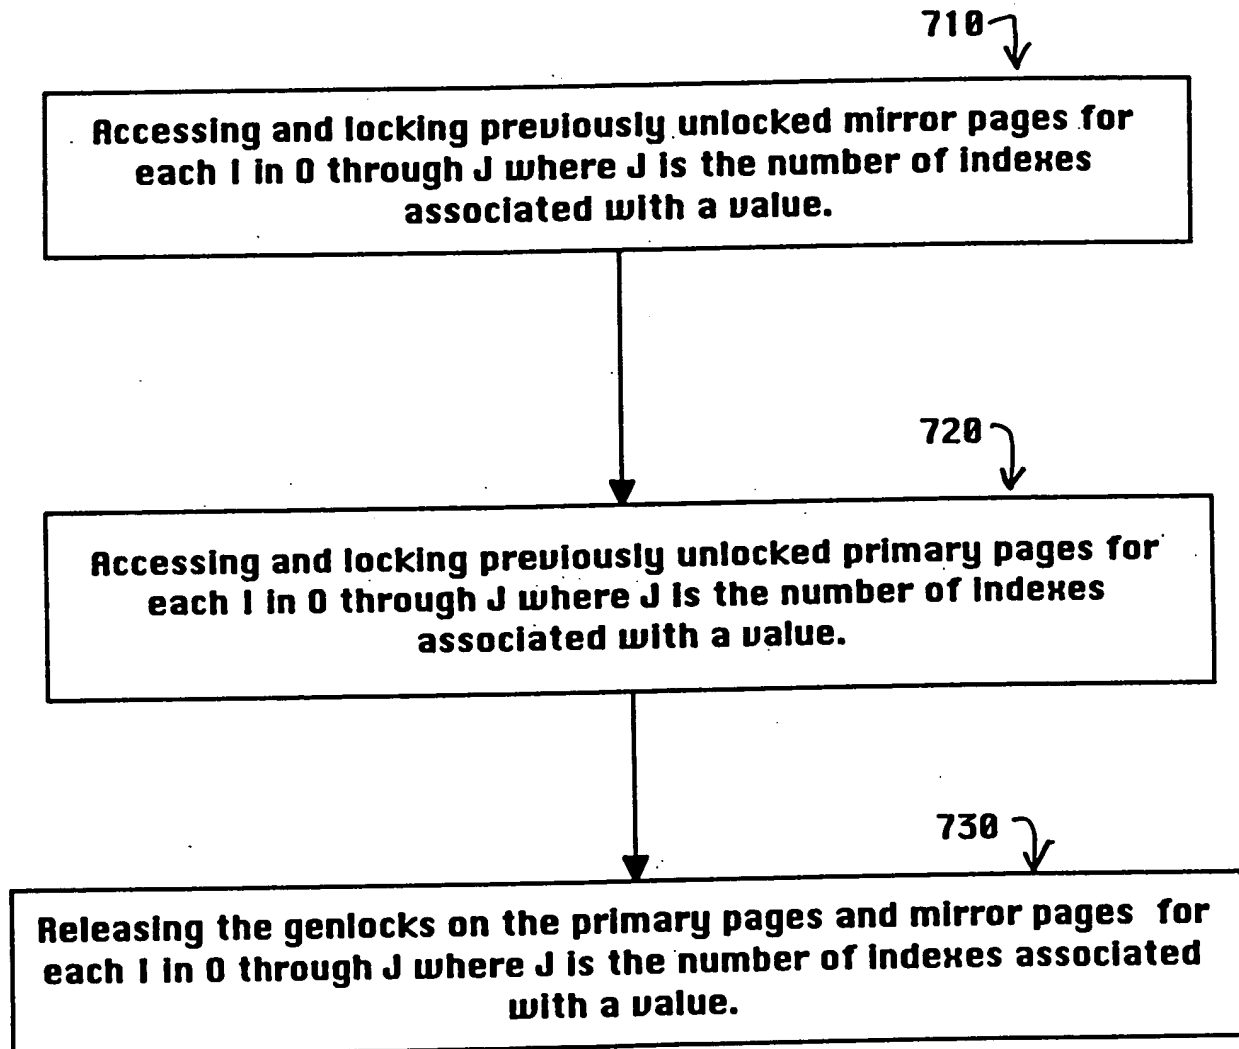 710
Accessing and locking previously unlocked mirror pages for
each I in 0 through J where J is the number of indexes
associated with a value.
720
Accessing and locking previously unlocked primary pages for
each I in 0 through J where J is the number of indexes
associated with a value.
730
Releasing the genlocks on the primary pages and mirror pages for
each I in 0 through J where J is the number of indexes associated
with a value.